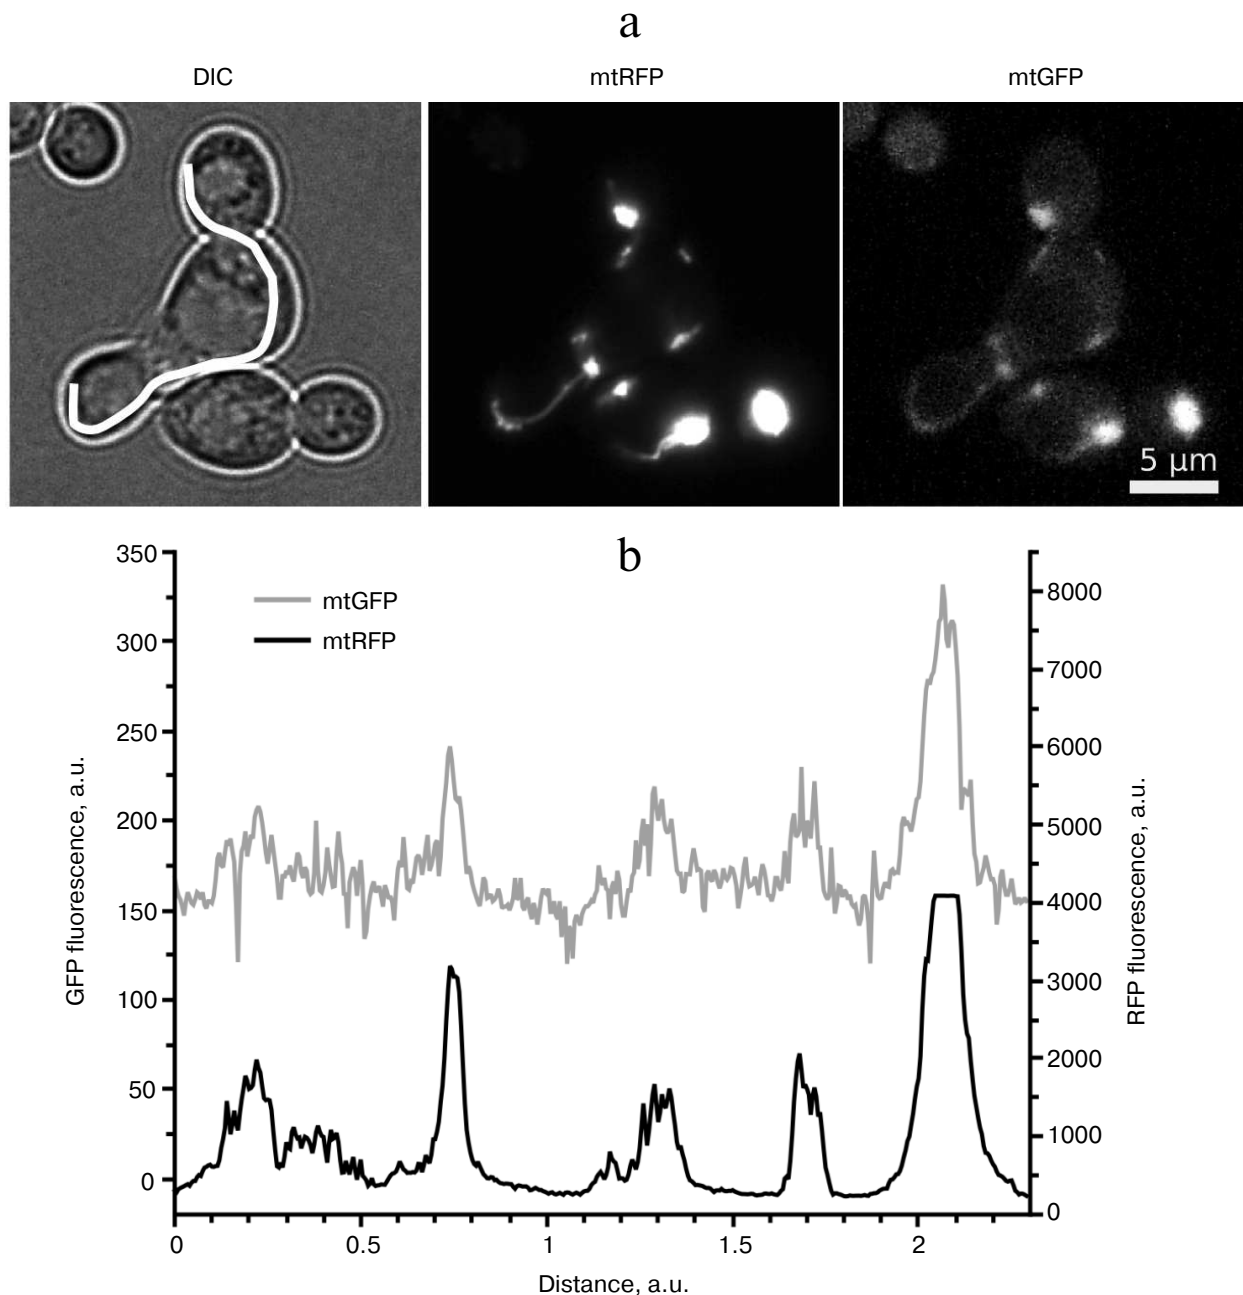 a
DIC
mtRFP
mtGFP
5 μm
b
mtGFP
mtRFP
350
300
250
200
150
100
50
0
GFP fluorescence, a.u.
8000
7000
6000
5000
4000
3000
2000
1000
0
RFP fluorescence, a.u.
0
0.5
1
1.5
2
Distance, a.u.